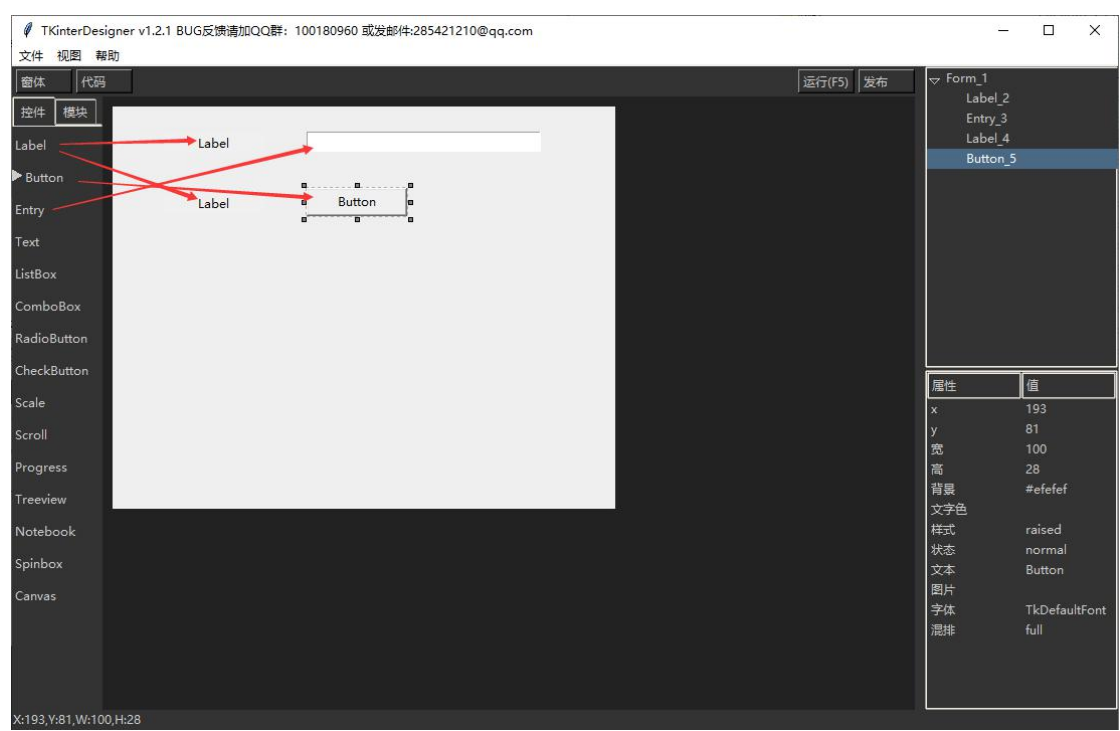 TKinterDesigner v1.2.1 BUG反馈请加QQ群：100180960 或发邮件:285421210@qq.com
文件 视图 帮助
窗体 代码 运行(F5) 发布
控件 模块
Label
Button
Entry
Text
ListBox
ComboBox
RadioButton
CheckButton
Scale
Scroll
Progress
Treeview
Notebook
Spinbox
Canvas
Label
Label Button
Form_1
Label_2
Entry_3
Label_4
Button_5
属性 值
x 193
y 81
宽 100
高 28
背景 #efefef
文字色
样式 raised
状态 normal
文本 Button
图片
字体 TkDefaultFont
混排 full
X:193,Y:81,W:100,H:28